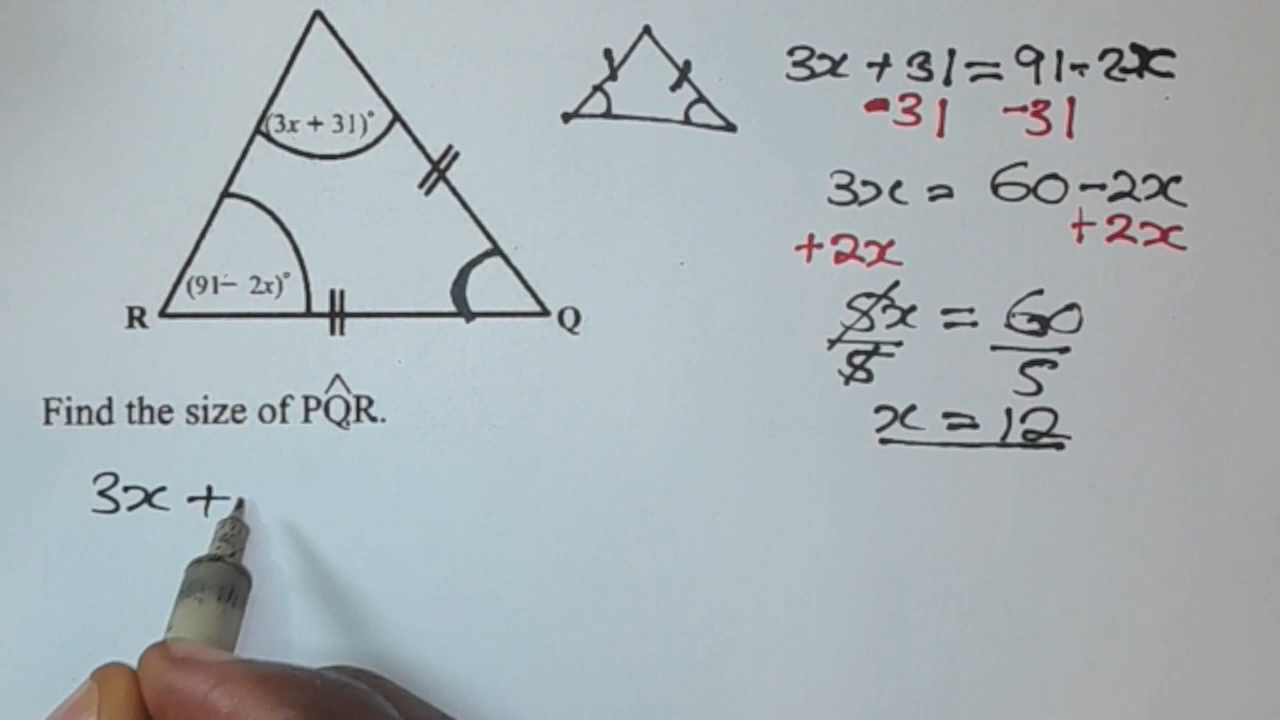 (3x + 31)°
(91 - 2x)°
R
Q
Find the size of PQ̂R.
3x +
3x + 31 = 91 - 2x
-31 -31
3x = 60 - 2x
+2x +2x
5x = 60
5 5
x = 12